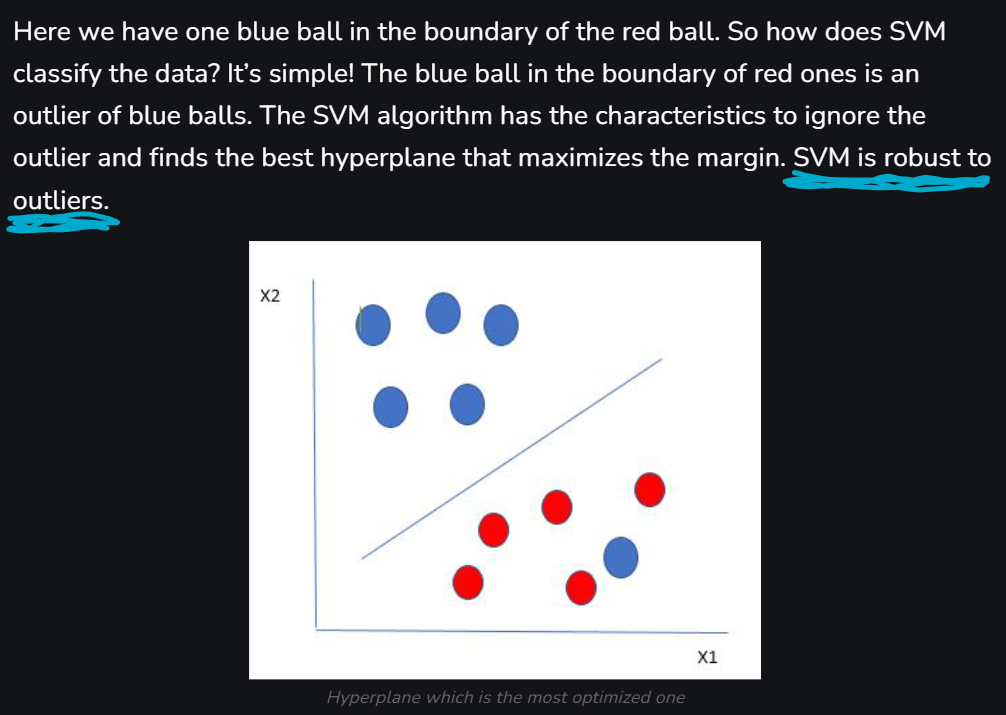 Here we have one blue ball in the boundary of the red ball. So how does SVM
classify the data? It’s simple! The blue ball in the boundary of red ones is an
outlier of blue balls. The SVM algorithm has the characteristics to ignore the
outlier and finds the best hyperplane that maximizes the margin. SVM is robust to
outliers.
X2
X1
Hyperplane which is the most optimized one